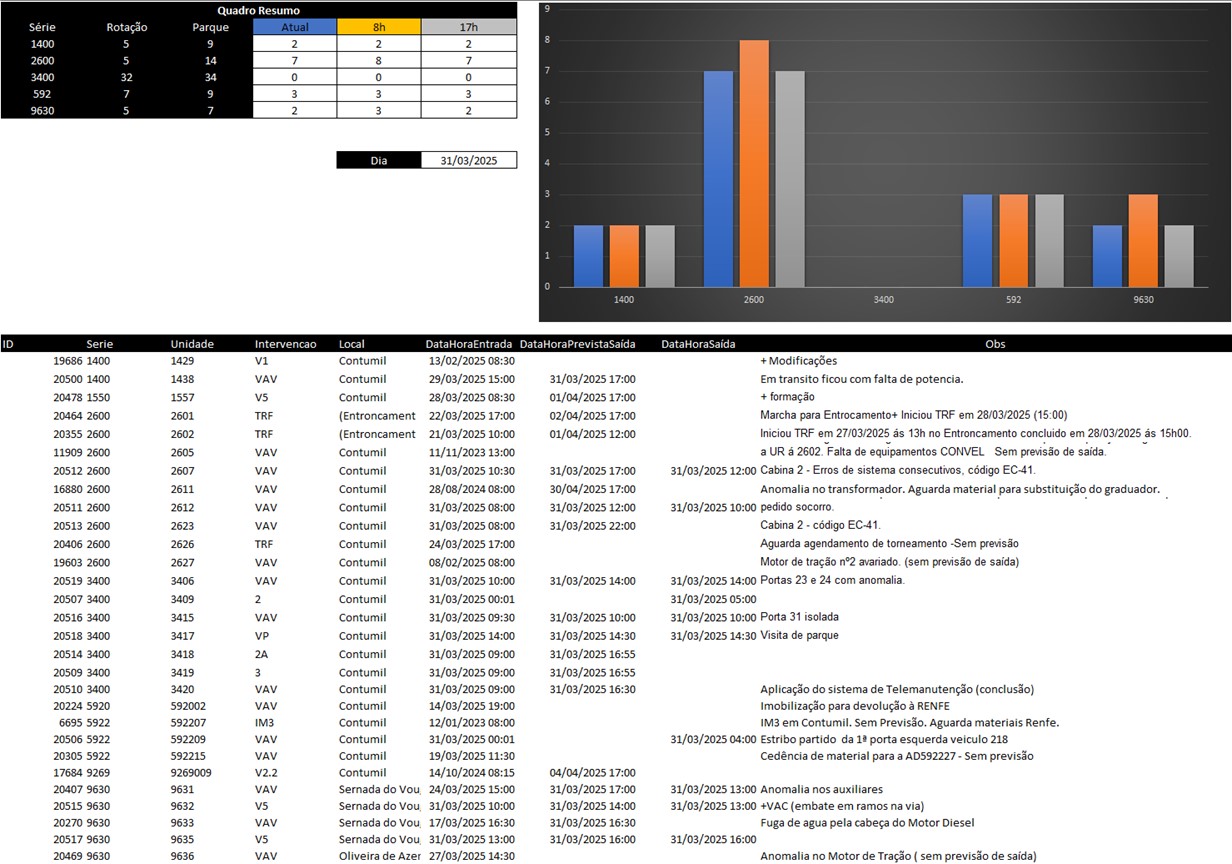 Quadro Resumo
Série Rotação Parque Atual 8h 17h
1400 5 9 2 2 2
2600 5 14 7 8 7
3400 32 34 0 0 0
592 7 9 3 3 3
9630 5 7 2 3 2
Dia 31/03/2025
9
8
7
6
5
4
3
2
1
0
1400 2600 3400 592 9630
ID Serie Unidade Intervencao Local DataHoraEntrada DataHoraPrevistaSaída DataHoraSaída Obs
19686 1400 1429 V1 Contumil 13/02/2025 08:30 + Modificações
20500 1400 1438 VAV Contumil 29/03/2025 15:00 31/03/2025 17:00 Em transito ficou com falta de potencia.
20478 1550 1557 V5 Contumil 28/03/2025 08:30 01/04/2025 17:00 + formação
20464 2600 2601 TRF (Entroncament 22/03/2025 17:00 02/04/2025 17:00 Marcha para Entrocamento+ Iniciou TRF em 28/03/2025 (15:00)
20355 2600 2602 TRF (Entroncament 21/03/2025 10:00 01/04/2025 12:00 Iniciou TRF em 27/03/2025 ás 13h no Entroncamento concluido em 28/03/2025 ás 15h00.
11909 2600 2605 VAV Contumil 11/11/2023 13:00 a UR á 2602. Falta de equipamentos CONVEL Sem previsão de saída.
20512 2600 2607 VAV Contumil 31/03/2025 10:30 31/03/2025 17:00 31/03/2025 12:00 Cabina 2 - Erros de sistema consecutivos, código EC-41.
16880 2600 2611 VAV Contumil 28/08/2024 08:00 30/04/2025 17:00 Anomalia no transformador. Aguarda material para substituição do graduador.
20511 2600 2612 VAV Contumil 31/03/2025 08:00 31/03/2025 12:00 31/03/2025 10:00 pedido socorro.
20513 2600 2623 VAV Contumil 31/03/2025 08:00 31/03/2025 22:00 Cabina 2 - código EC-41.
20406 2600 2626 TRF Contumil 24/03/2025 17:00 Aguarda agendamento de torneamento -Sem previsão
19603 2600 2627 VAV Contumil 08/02/2025 08:00 Motor de tração nº2 avariado. (sem previsão de saída)
20519 3400 3406 VAV Contumil 31/03/2025 10:00 31/03/2025 14:00 31/03/2025 14:00 Portas 23 e 24 com anomalia.
20507 3400 3409 2 Contumil 31/03/2025 00:01 31/03/2025 05:00
20516 3400 3415 VAV Contumil 31/03/2025 09:30 31/03/2025 10:00 31/03/2025 10:00 Porta 31 isolada
20518 3400 3417 VP Contumil 31/03/2025 14:00 31/03/2025 14:30 31/03/2025 14:30 Visita de parque
20514 3400 3418 2A Contumil 31/03/2025 09:00 31/03/2025 16:55
20509 3400 3419 3 Contumil 31/03/2025 09:00 31/03/2025 16:55
20510 3400 3420 VAV Contumil 31/03/2025 09:00 31/03/2025 16:30 Aplicação do sistema de Telemanutenção (conclusão)
20224 5920 592002 VAV Contumil 14/03/2025 19:00 Imobilização para devolução à RENFE
6695 5922 592207 IM3 Contumil 12/01/2023 08:00 IM3 em Contumil. Sem Previsão. Aguarda materiais Renfe.
20506 5922 592209 VAV Contumil 31/03/2025 00:01 31/03/2025 04:00 Estribo partido da 1ª porta esquerda veiculo 218
20305 5922 592215 VAV Contumil 19/03/2025 11:30 Cedência de material para a AD592227 - Sem previsão
17684 9269 9269009 V2.2 Contumil 14/10/2024 08:15 04/04/2025 17:00
20407 9630 9631 VAV Sernada do Vou 24/03/2025 15:00 31/03/2025 17:00 31/03/2025 13:00 Anomalia nos auxiliares
20515 9630 9632 V5 Sernada do Vou 31/03/2025 10:00 31/03/2025 14:00 31/03/2025 13:00 +VAC (embate em ramos na via)
20270 9630 9633 VAV Sernada do Vou 17/03/2025 16:30 31/03/2025 16:30 Fuga de agua pela cabeça do Motor Diesel
20517 9630 9635 V5 Sernada do Vou 31/03/2025 13:00 31/03/2025 16:00 31/03/2025 16:00
20469 9630 9636 VAV Oliveira de Azer 27/03/2025 14:30 Anomalia no Motor de Tração ( sem previsão de saída)